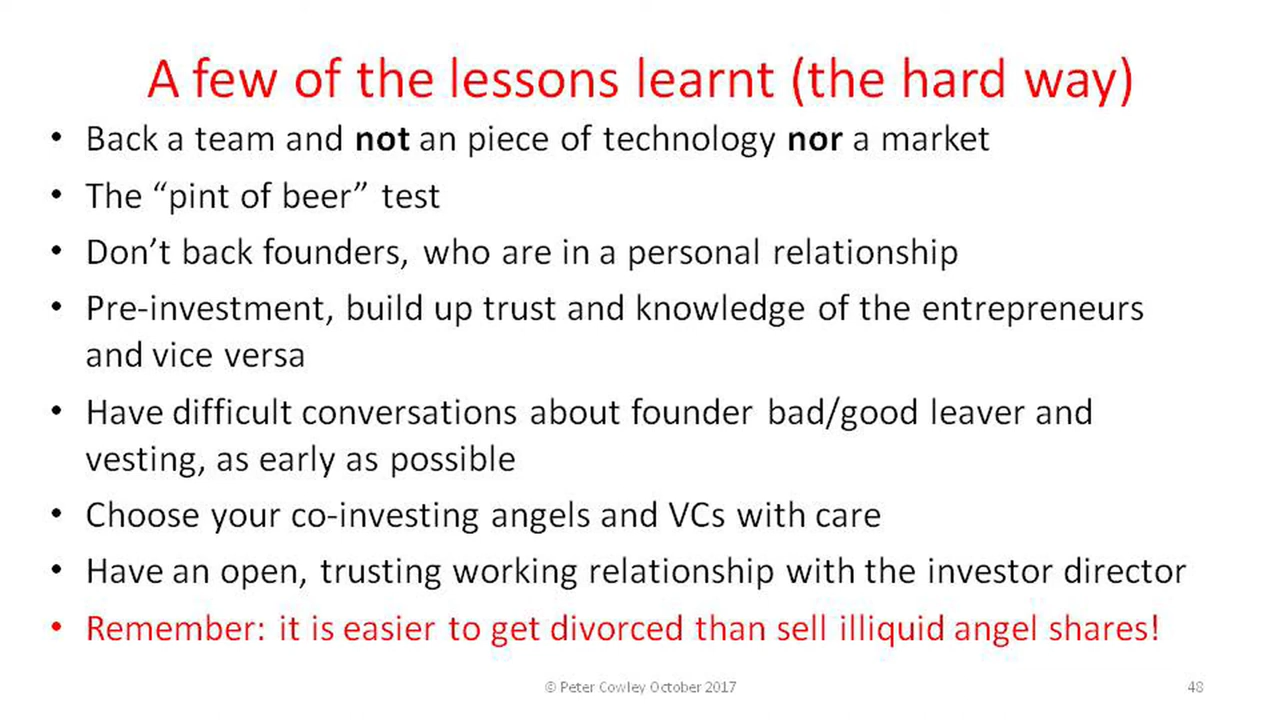 A few of the lessons learnt (the hard way)
• Back a team and not an piece of technology nor a market
• The “pint of beer” test
• Don’t back founders, who are in a personal relationship
• Pre-investment, build up trust and knowledge of the entrepreneurs
and vice versa
• Have difficult conversations about founder bad/good leaver and
vesting, as early as possible
• Choose your co-investing angels and VCs with care
• Have an open, trusting working relationship with the investor director
• Remember: it is easier to get divorced than sell illiquid angel shares!
© Peter Cowley October 2017
48